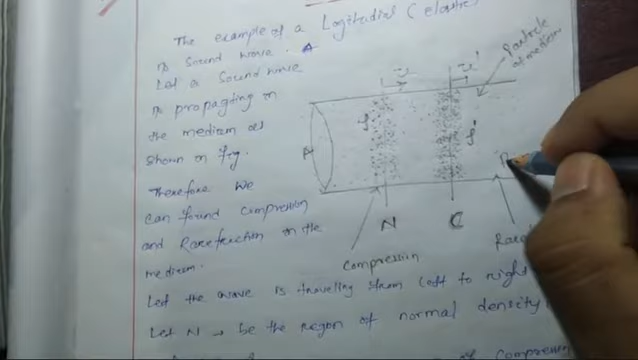 The example of a Logitudial (elastic
is Sound wave.
Let a Sound wave
is propagating in
the medium as
shown in fig.
Therefore we
can found compression
and Rarefraction in the
medium.
v
v'
Particle
of medium
A
ρ
ρ'
N
C
Compression
Let the wave is traveling from left to right
Let N → be the region of normal density